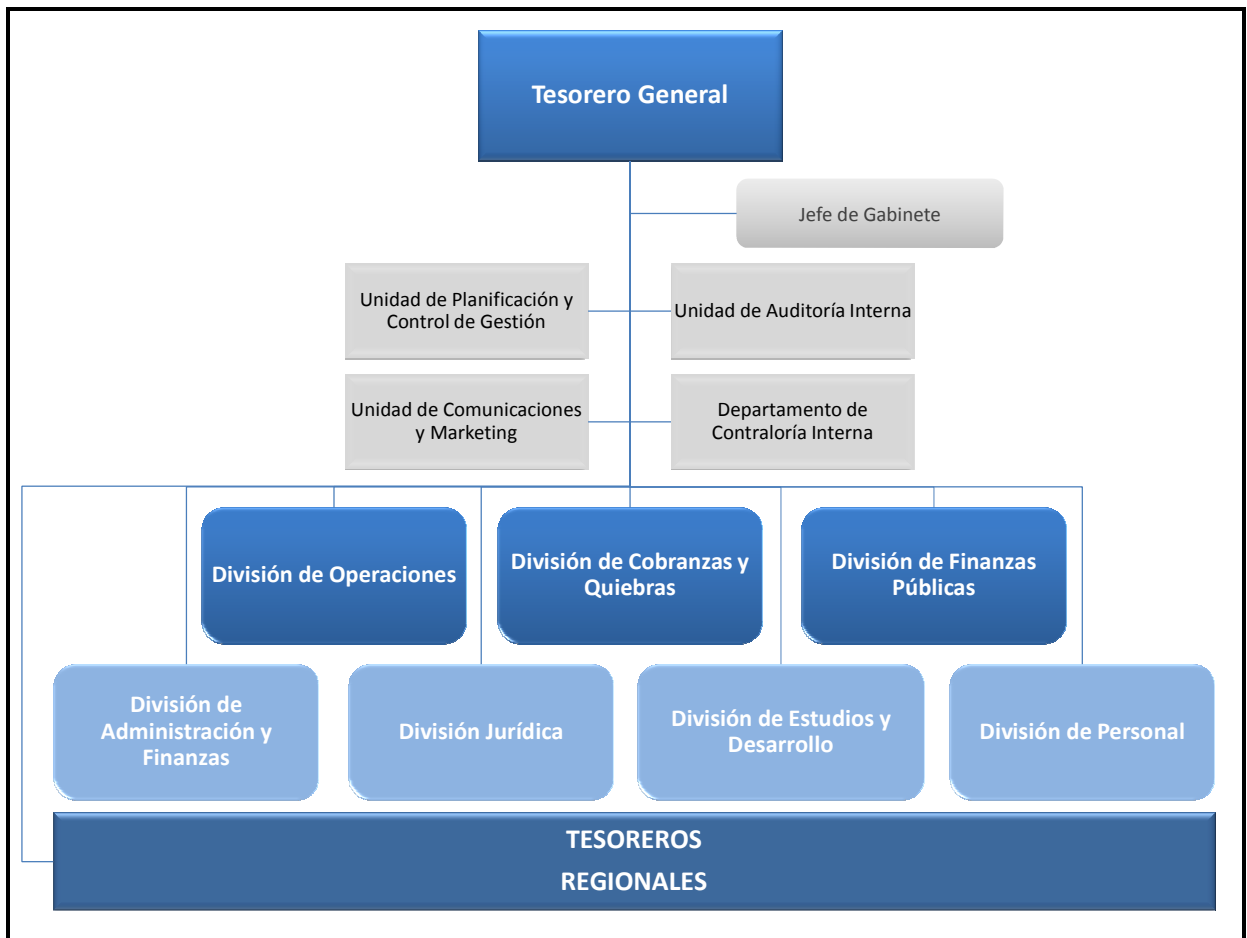 Tesorero General
Jefe de Gabinete
Unidad de Planificación y
Control de Gestión
Unidad de Auditoría Interna
Unidad de Comunicaciones
y Marketing
Departamento de
Contraloría Interna
División de Operaciones
División de Cobranzas y
Quiebras
División de Finanzas
Públicas
División de
Administración y
Finanzas
División Jurídica
División de Estudios y
Desarrollo
División de Personal
TESOREROS
REGIONALES